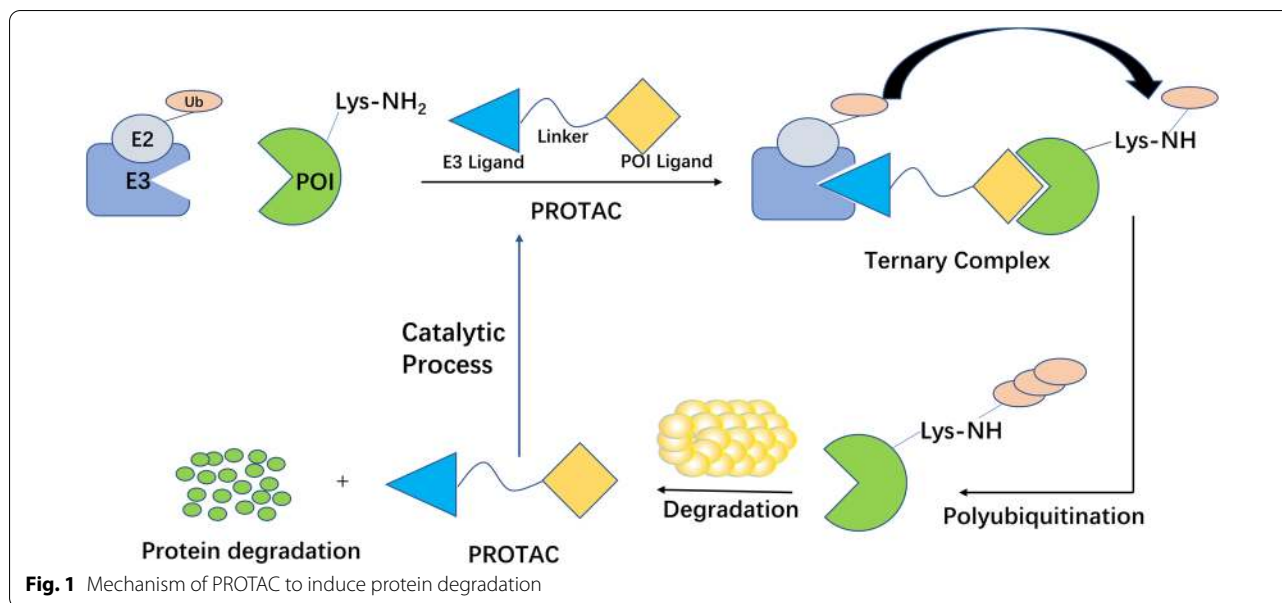 Ub
Lys-NH₂
E2
E3
POI
Linker
E3 Ligand
POI Ligand
PROTAC
Lys-NH
Ternary Complex
Catalytic
Process
Lys-NH
Polyubiquitination
Degradation
+
Protein degradation
PROTAC
Fig. 1 Mechanism of PROTAC to induce protein degradation